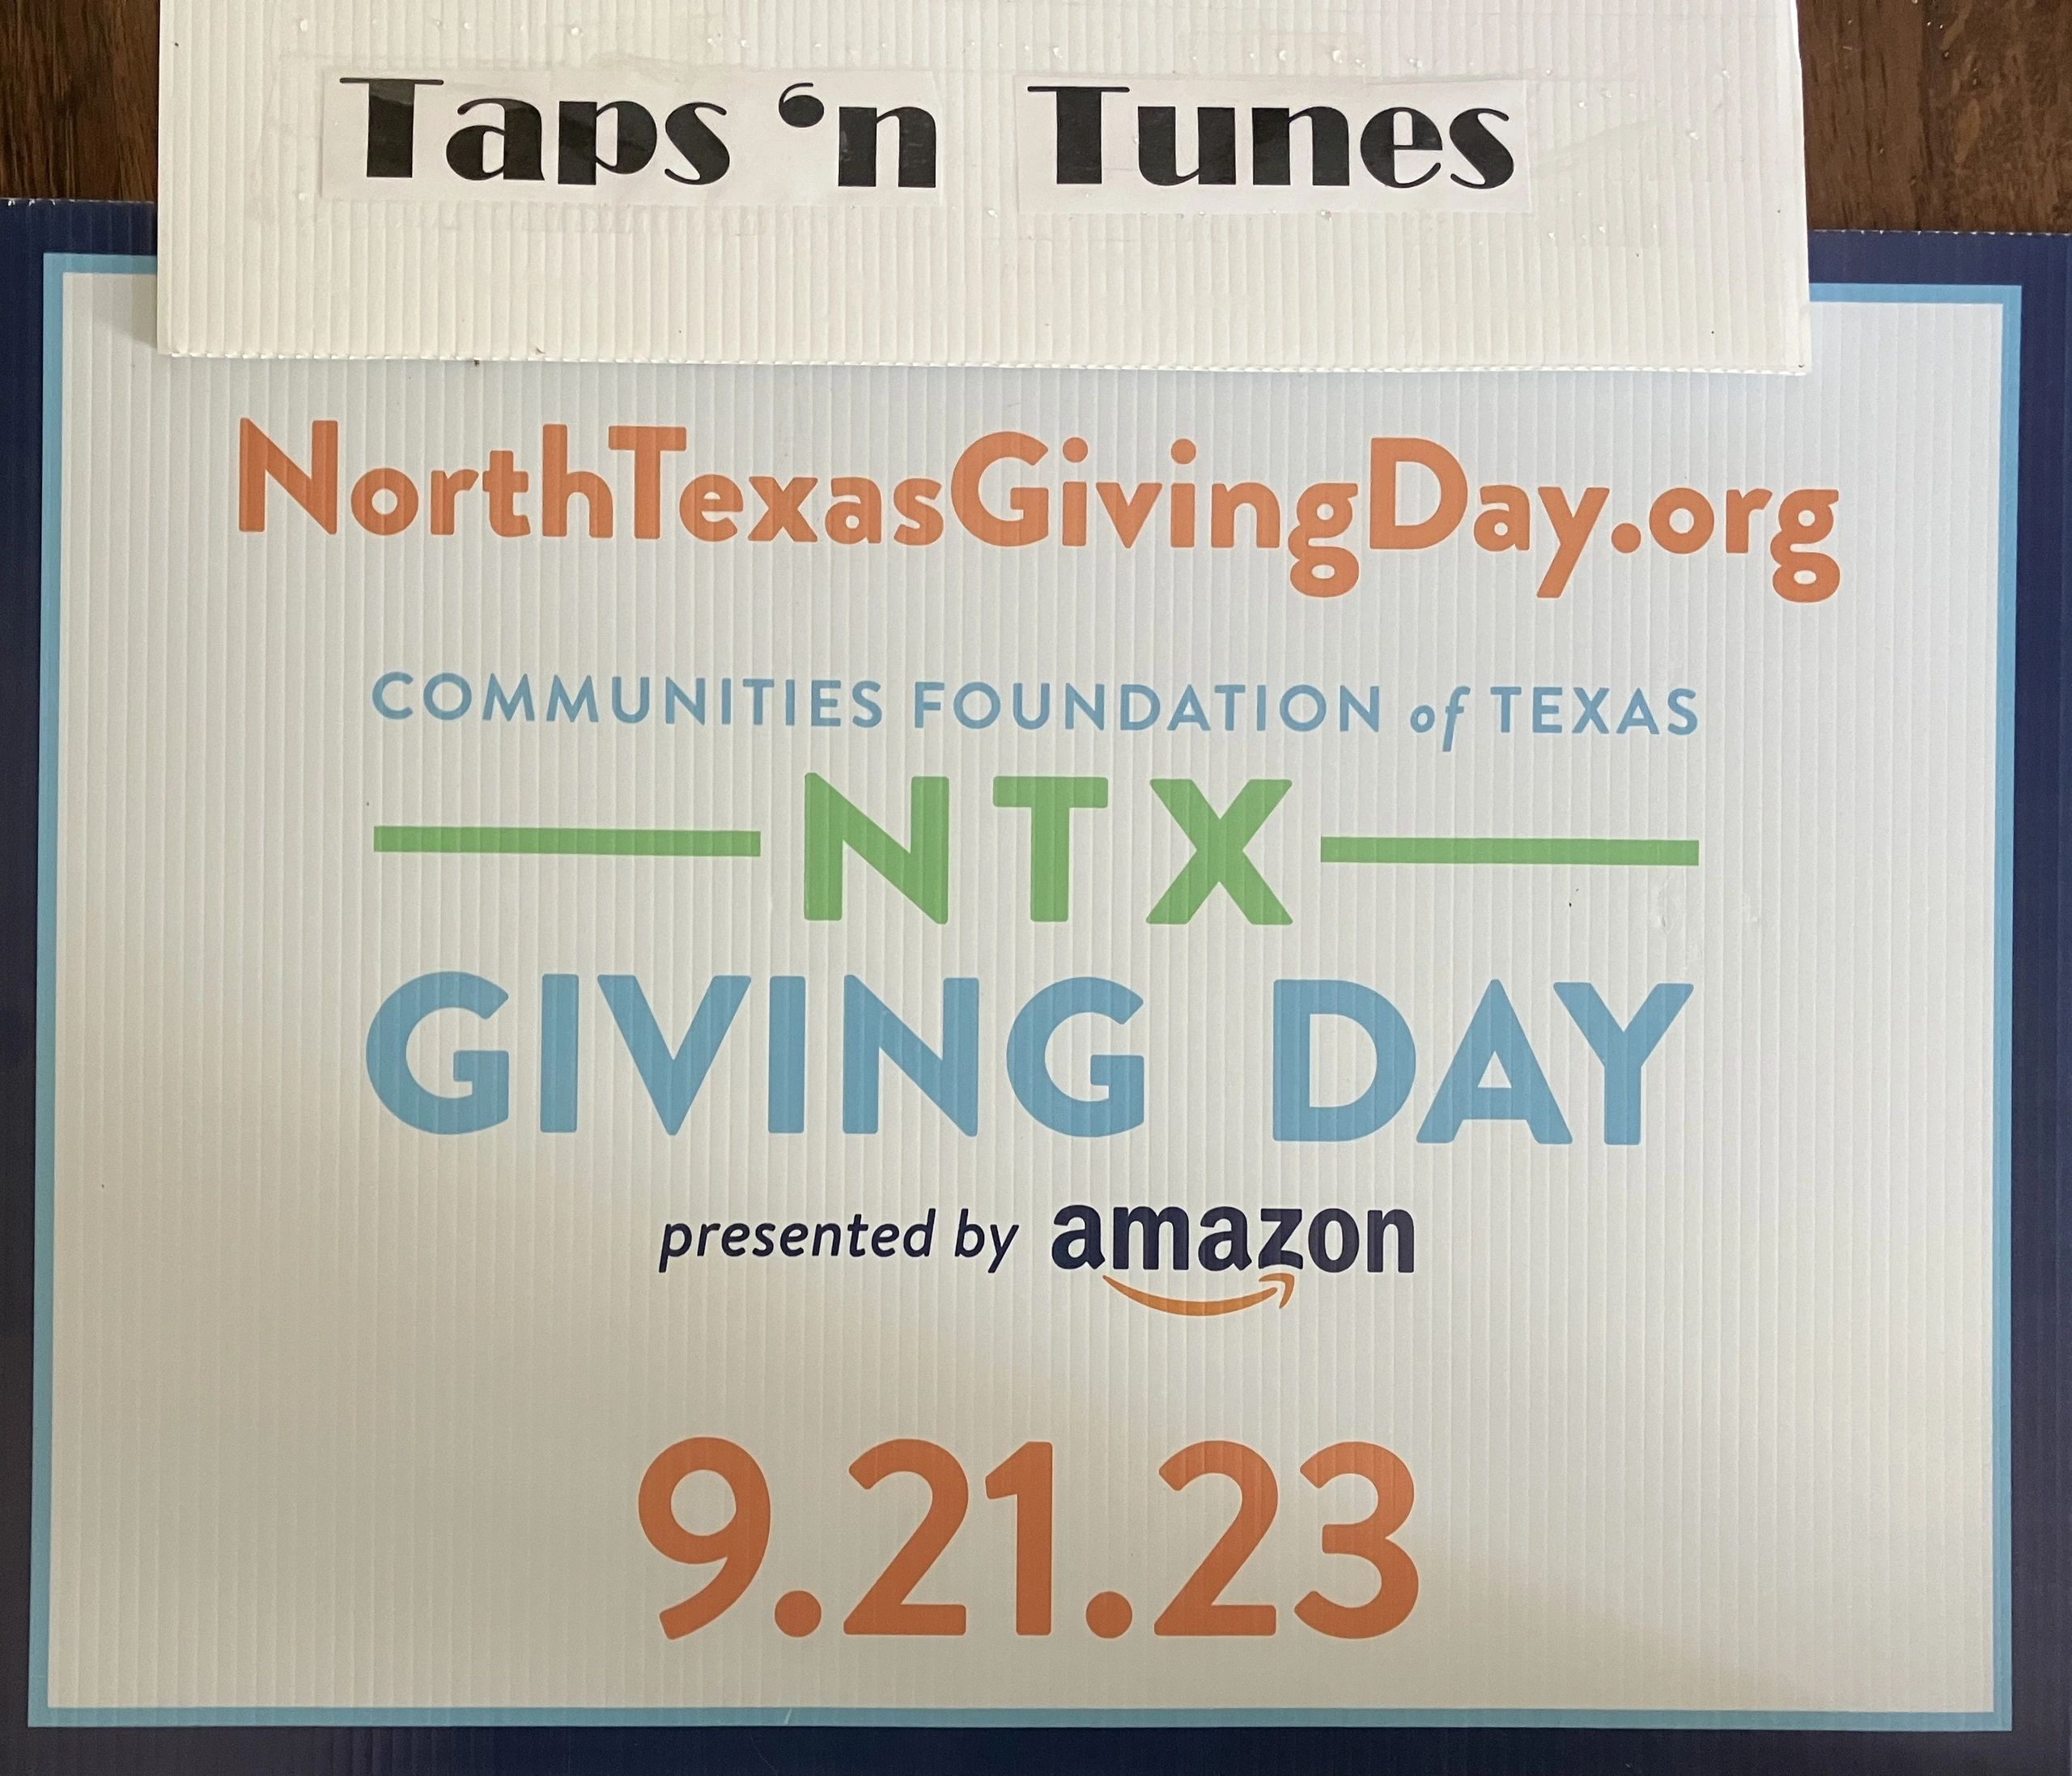 Taps ‘n Tunes
NorthTexasGivingDay.org
COMMUNITIES FOUNDATION of TEXAS
NTX
GIVING DAY
presented by amazon
9.21.23